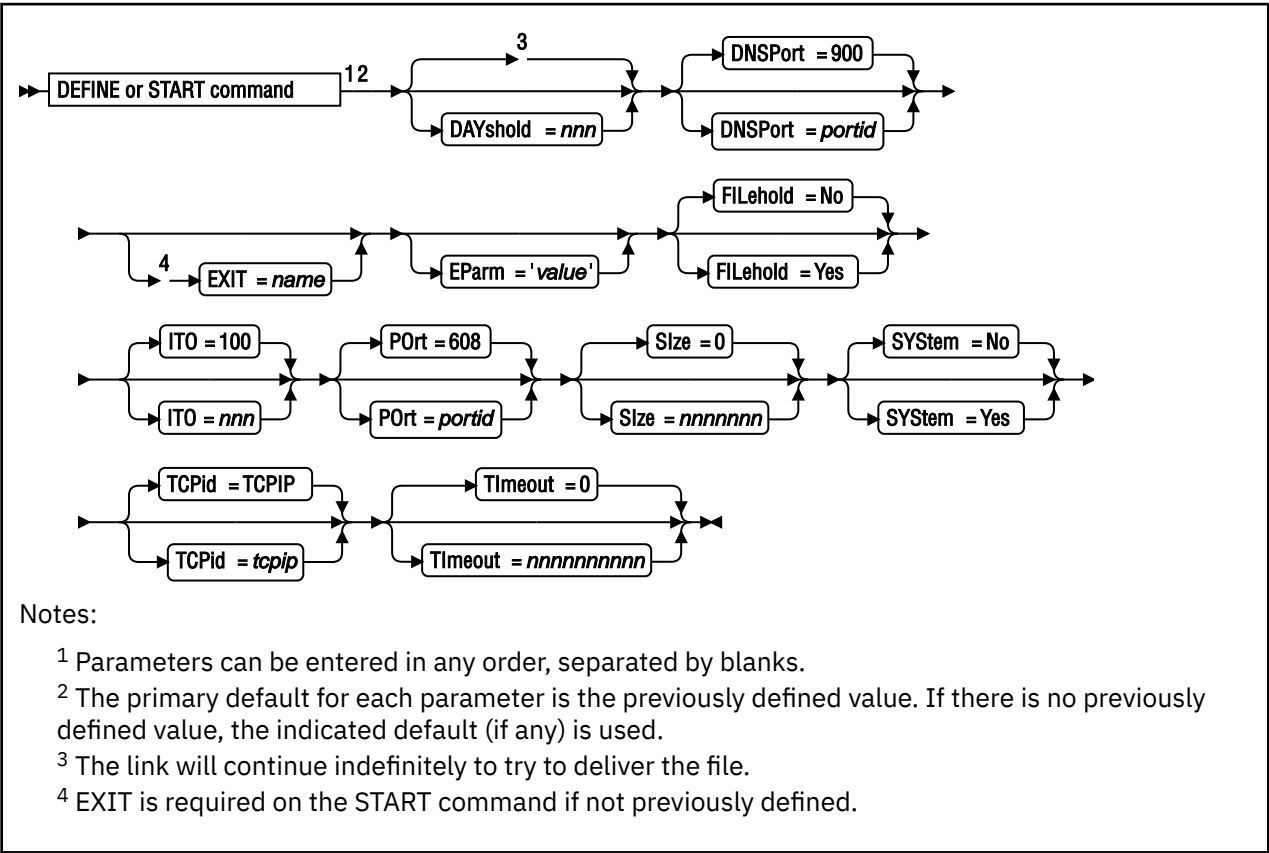 3
DNSPort = 900
DEFINE or START command 1 2
DAYshold = nnn
DNSPort = portid
FILehold = No
4
EXIT = name
EParm = 'value'
FILehold = Yes
ITO = 100
POrt = 608
SIze = 0
SYStem = No
ITO = nnn
POrt = portid
SIze = nnnnnnn
SYStem = Yes
TCPid = TCPIP
TImeout = 0
TCPid = tcpip
TImeout = nnnnnnnnnn
Notes:
1 Parameters can be entered in any order, separated by blanks.
2 The primary default for each parameter is the previously defined value. If there is no previously
defined value, the indicated default (if any) is used.
3 The link will continue indefinitely to try to deliver the file.
4 EXIT is required on the START command if not previously defined.